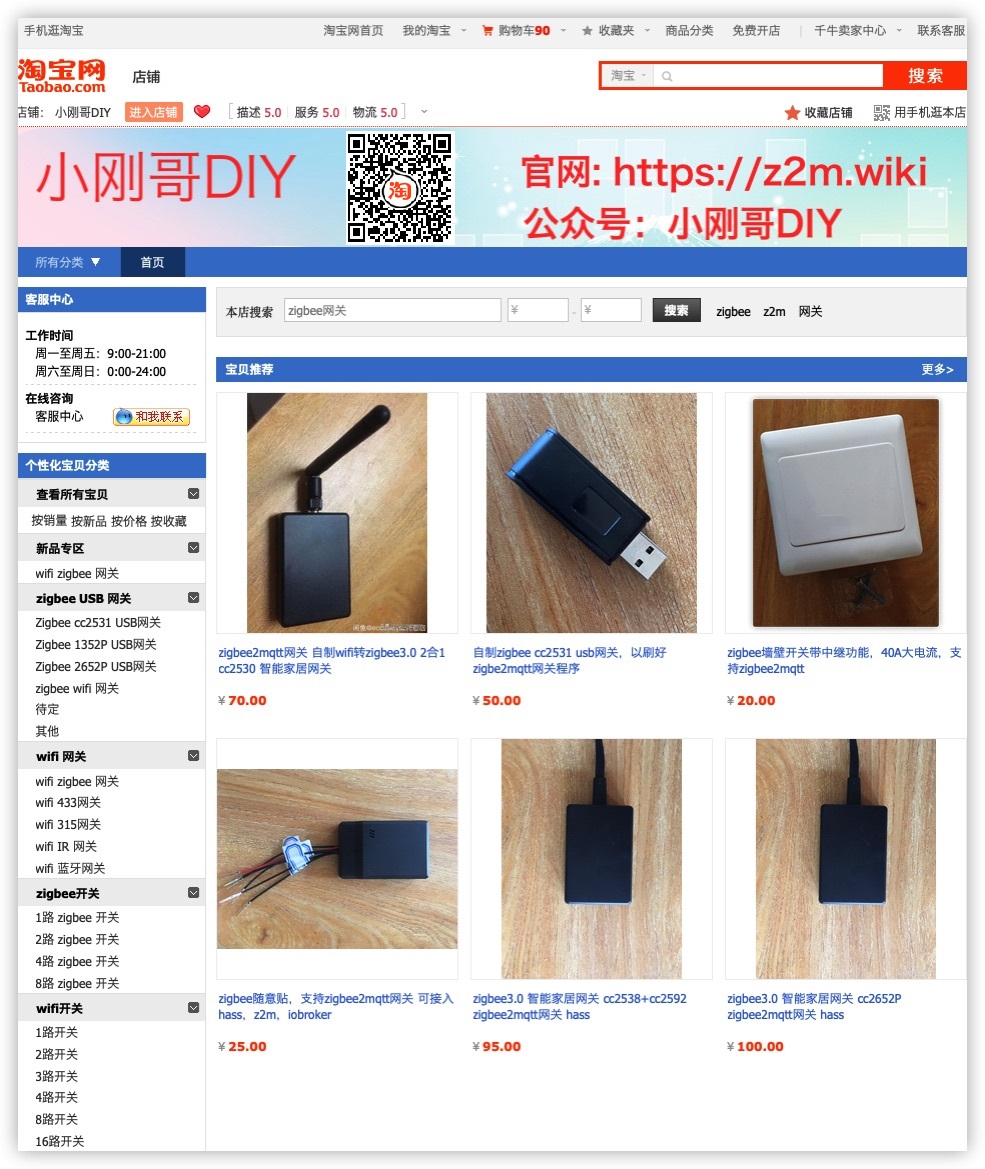 手机逛淘宝
淘宝网首页 我的淘宝 购物车90 收藏夹 商品分类 免费开店 | 千牛卖家中心 联系客服
淘宝网
Taobao.com
店铺
淘宝 搜索
店铺: 小刚哥DIY 进入店铺 描述 5.0 服务 5.0 物流 5.0 收藏店铺 用手机逛本店
小刚哥DIY
淘
官网: https://z2m.wiki
公众号：小刚哥DIY
所有分类 ▼ 首页
客服中心
工作时间
周一至周五：9:00-21:00
周六至周日：0:00-24:00
在线咨询
客服中心 和我联系
个性化宝贝分类
查看所有宝贝
按销量 按新品 按价格 按收藏
新品专区
wifi zigbee 网关
zigbee USB 网关
Zigbee cc2531 USB网关
Zigbee 1352P USB网关
Zigbee 2652P USB网关
zigbee wifi 网关
待定
其他
wifi 网关
wifi zigbee 网关
wifi 433网关
wifi 315网关
wifi IR 网关
wifi 蓝牙网关
zigbee开关
1路 zigbee 开关
2路 zigbee 开关
4路 zigbee 开关
8路 zigbee 开关
wifi开关
1路开关
2路开关
3路开关
4路开关
8路开关
16路开关
本店搜索 zigbee网关 ¥ - ¥ 搜索 zigbee z2m 网关
宝贝推荐 更多>
zigbee2mqtt网关 自制wifi转zigbee3.0 2合1
cc2530 智能家居网关
¥ 70.00
自制zigbee cc2531 usb网关，以刷好
zigbe2mqtt网关程序
¥ 50.00
zigbee墙壁开关带中继功能，40A大电流，支
持zigbee2mqtt
¥ 20.00
zigbee随意贴，支持zigbee2mqtt网关 可接入
hass，z2m，iobroker
¥ 25.00
zigbee3.0 智能家居网关 cc2538+cc2592
zigbee2mqtt网关 hass
¥ 95.00
zigbee3.0 智能家居网关 cc2652P
zigbee2mqtt网关 hass
¥ 100.00